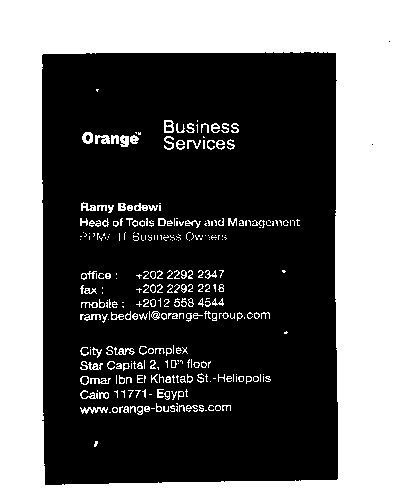 Orange™
Business
Services
Ramy Bedewi
Head of Tools Delivery and Management
PPM/ IT Business Owners
office : +202 2292 2347
fax : +202 2292 2218
mobile : +2012 558 4544
ramy.bedewi@orange-ftgroup.com
City Stars Complex
Star Capital 2, 10th floor
Omar Ibn El Khattab St.-Heliopolis
Cairo 11771- Egypt
www.orange-business.com